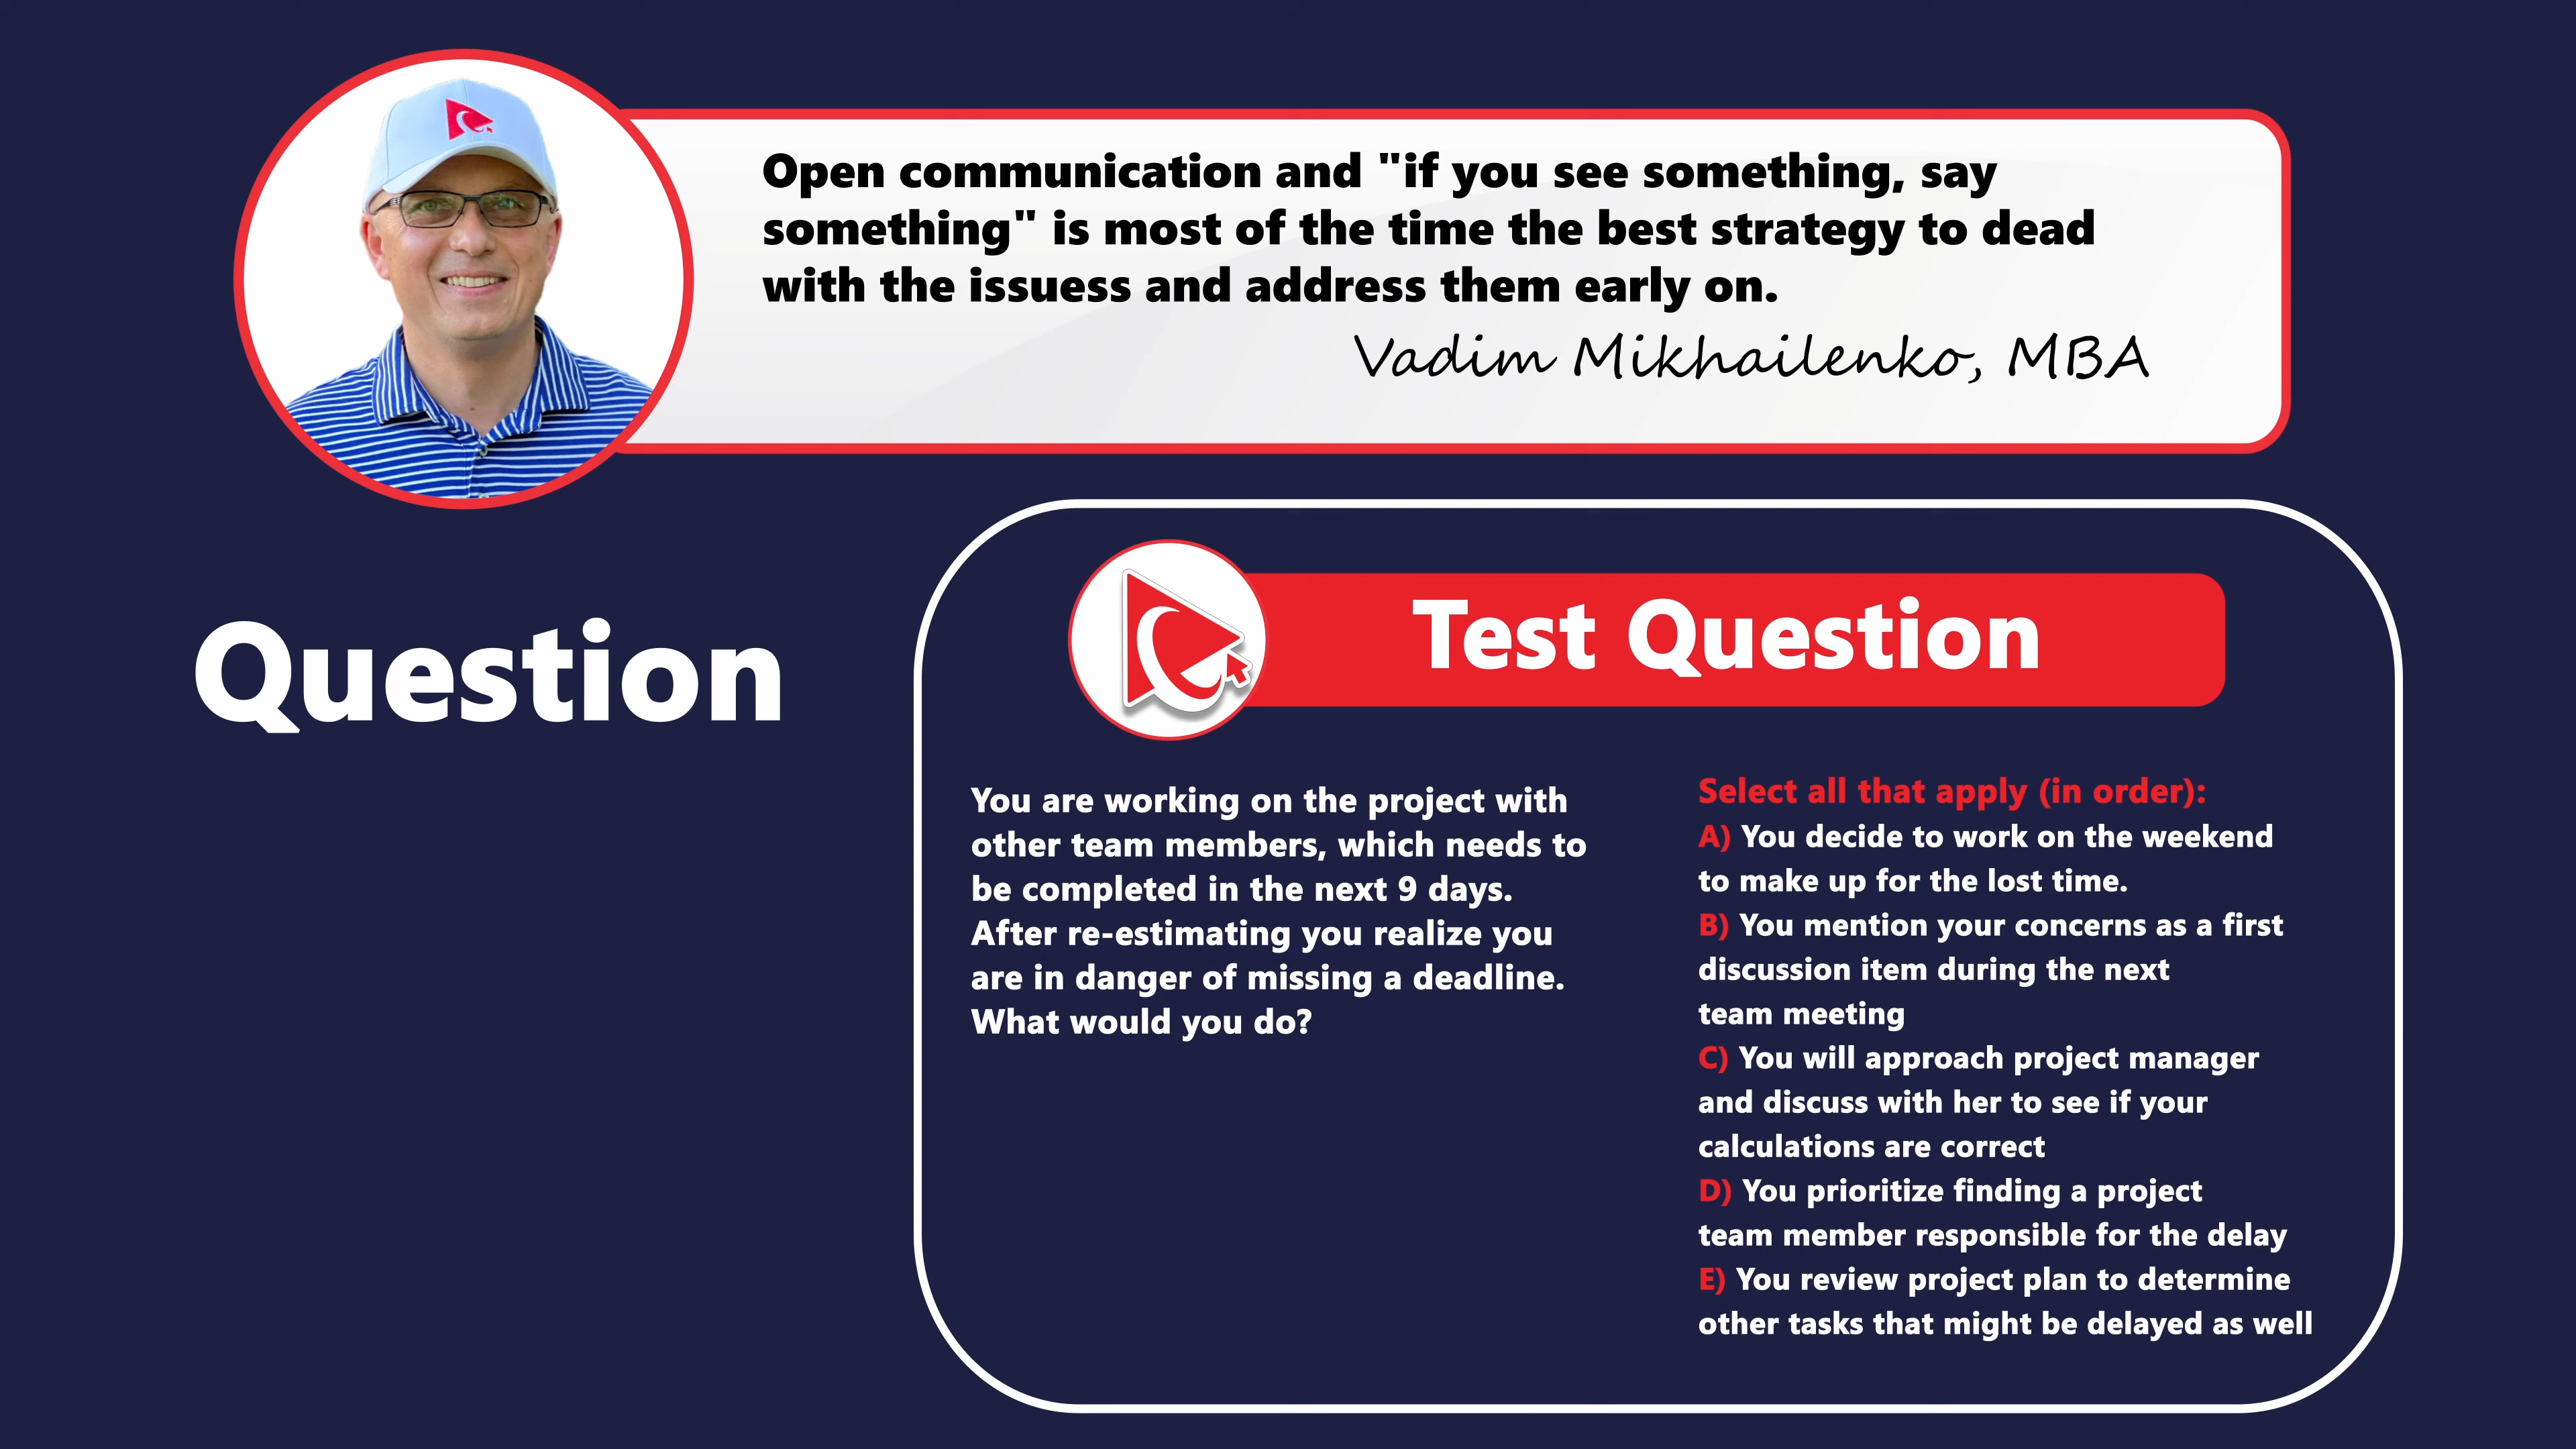 Open communication and "if you see something, say
something" is most of the time the best strategy to dead
with the issuess and address them early on.
Vadim Mikhailenko, MBA
Question
Test Question
You are working on the project with
other team members, which needs to
be completed in the next 9 days.
After re-estimating you realize you
are in danger of missing a deadline.
What would you do?
Select all that apply (in order):
A) You decide to work on the weekend
to make up for the lost time.
B) You mention your concerns as a first
discussion item during the next
team meeting
C) You will approach project manager
and discuss with her to see if your
calculations are correct
D) You prioritize finding a project
team member responsible for the delay
E) You review project plan to determine
other tasks that might be delayed as well